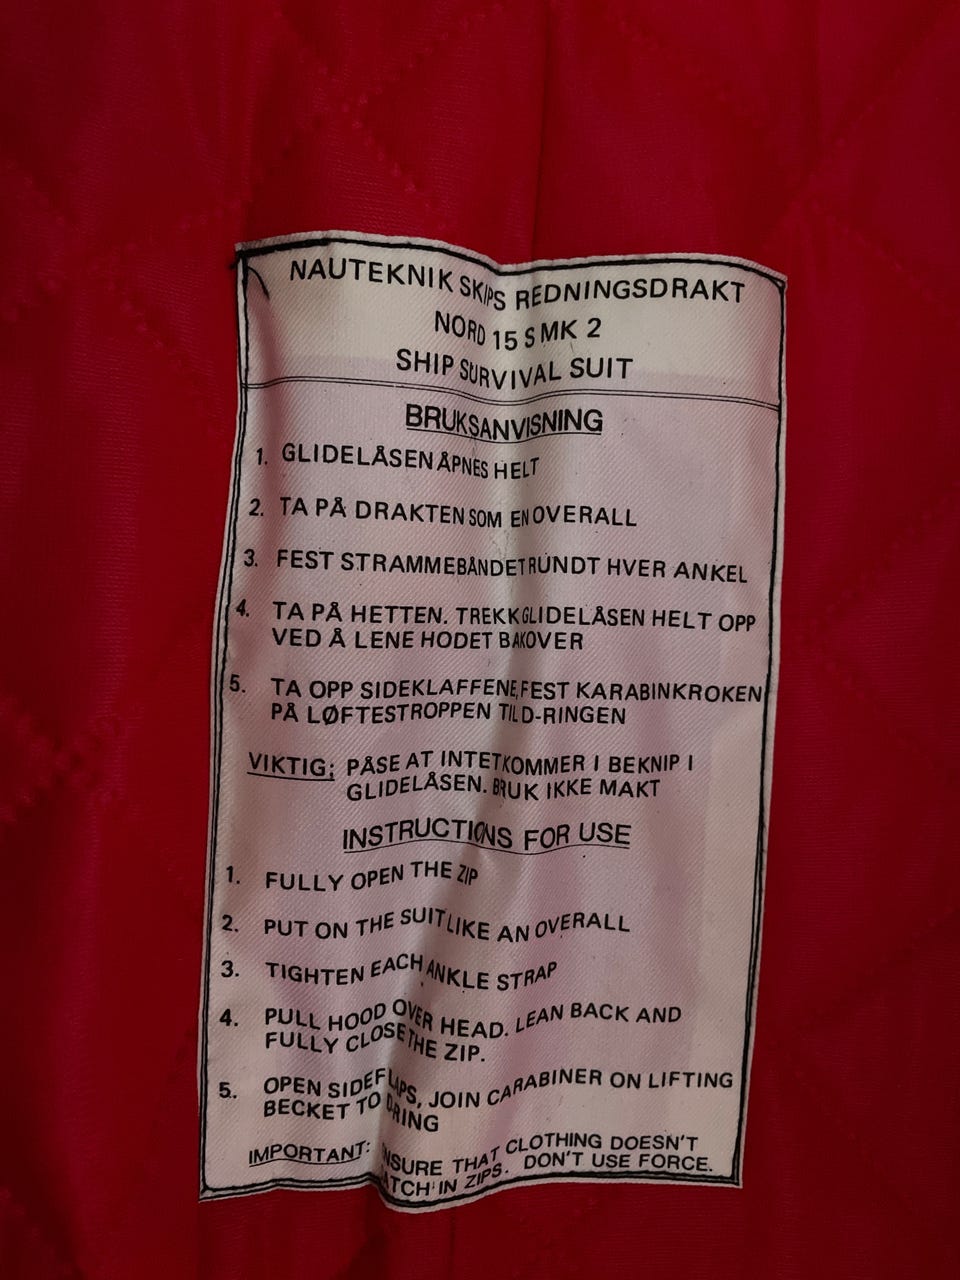 NAUTEKNIK SKIPS REDNINGSDRAKT
NORD 15 S MK 2
SHIP SURVIVAL SUIT
BRUKSANVISNING
1. GLIDELÅSEN ÅPNES HELT
2. TA PÅ DRAKTEN SOM EN OVERALL
3. FEST STRAMMEBÅNDET RUNDT HVER ANKEL
4. TA PÅ HETTEN. TREKK GLIDELÅSEN HELT OPP
VED Å LENE HODET BAKOVER
5. TA OPP SIDEKLAFFENE, FEST KARABINKROKEN
PÅ LØFTESTROPPEN TIL D-RINGEN
VIKTIG: PÅSE AT INTET KOMMER I BEKNIP I
GLIDELÅSEN. BRUK IKKE MAKT
INSTRUCTIONS FOR USE
1. FULLY OPEN THE ZIP
2. PUT ON THE SUIT LIKE AN OVERALL
3. TIGHTEN EACH ANKLE STRAP
4. PULL HOOD OVER HEAD. LEAN BACK AND
FULLY CLOSE THE ZIP.
5. OPEN SIDEFLAPS, JOIN CARABINER ON LIFTING
BECKET TO D-RING
IMPORTANT: ENSURE THAT CLOTHING DOESN'T
CATCH IN ZIPS. DON'T USE FORCE.